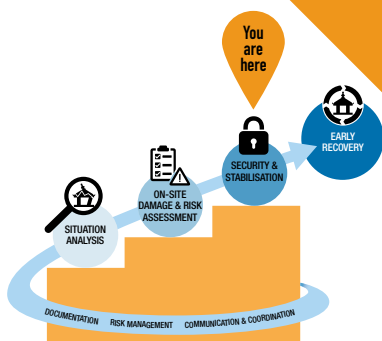 You
are
here
EARLY
RECOVERY
SECURITY &
STABILISATION
ON-SITE
DAMAGE & RISK
ASSESSMENT
SITUATION
ANALYSIS
DOCUMENTATION RISK MANAGEMENT COMMUNICATION & COORDINATION